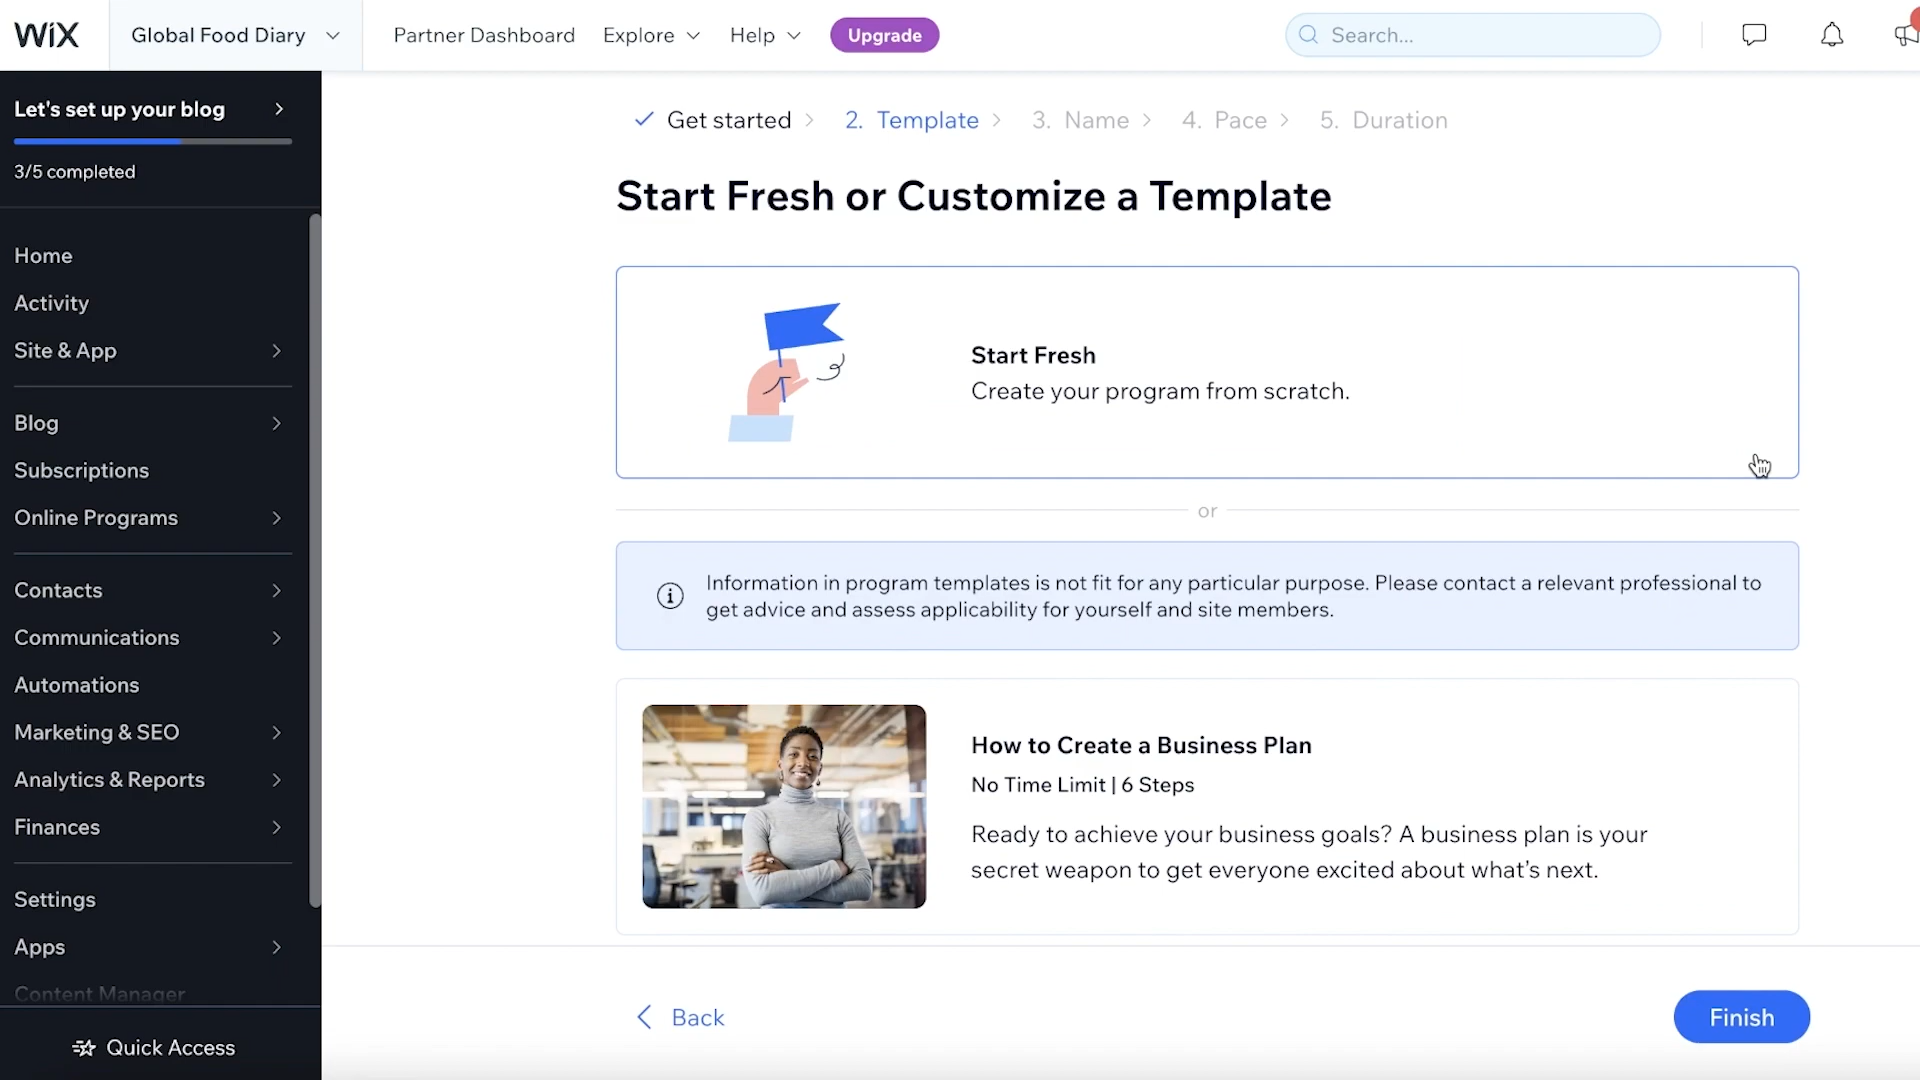 WIX
Global Food Diary
Partner Dashboard
Explore
Help
Upgrade
Search...
Let's set up your blog
3/5 completed
Home
Activity
Site & App
Blog
Subscriptions
Online Programs
Contacts
Communications
Automations
Marketing & SEO
Analytics & Reports
Finances
Settings
Apps
Content Manager
Quick Access
Get started
2. Template
3. Name
4. Pace
5. Duration
Start Fresh or Customize a Template
Start Fresh
Create your program from scratch.
or
Information in program templates is not fit for any particular purpose. Please contact a relevant professional to
get advice and assess applicability for yourself and site members.
How to Create a Business Plan
No Time Limit | 6 Steps
Ready to achieve your business goals? A business plan is your
secret weapon to get everyone excited about what's next.
Back
Finish